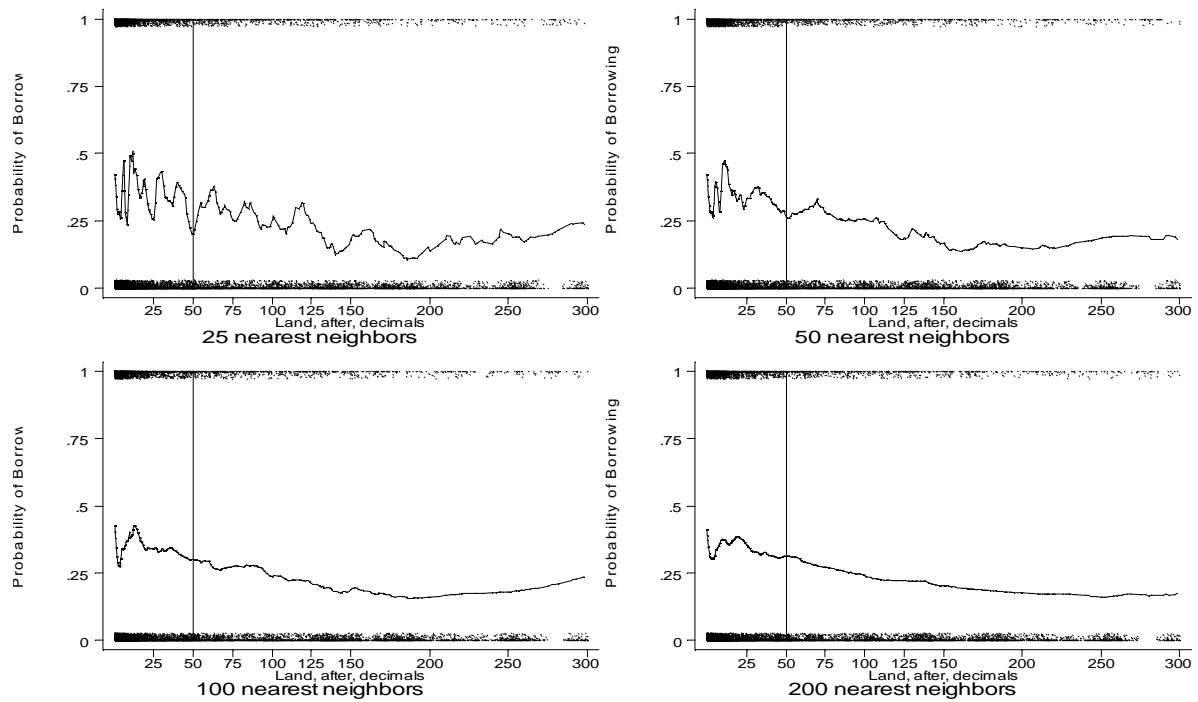 1
.75
.5
.25
0
Probability of Borrow
25 50 75 100 125 150 200 250 300
Land, after, decimals
25 nearest neighbors
1
.75
.5
.25
0
Probability of Borrowing
25 50 75 100 125 150 200 250 300
Land, after, decimals
50 nearest neighbors
1
.75
.5
.25
0
Probability of Borrow
25 50 75 100 125 150 200 250 300
Land, after, decimals
100 nearest neighbors
1
.75
.5
.25
0
Probability of Borrowing
25 50 75 100 125 150 200 250 300
Land, after, decimals
200 nearest neighbors